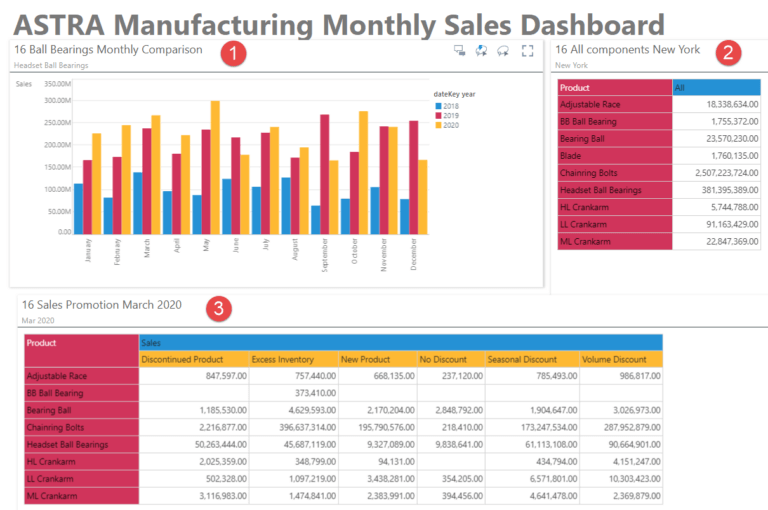 ASTRA Manufacturing Monthly Sales Dashboard
16 Ball Bearings Monthly Comparison
1
Headset Ball Bearings
Sales
350.00M
300.00M
250.00M
200.00M
150.00M
100.00M
50.00M
0.00
January
February
March
April
May
June
July
August
September
October
November
December
dateKey year
2018
2019
2020
16 All components New York
2
New York
Product All
Adjustable Race 18,338,634.00
BB Ball Bearing 1,755,372.00
Bearing Ball 23,570,230.00
Blade 1,760,135.00
Chainring Bolts 2,507,223,724.00
Headset Ball Bearings 381,395,389.00
HL Crankarm 5,744,788.00
LL Crankarm 91,163,429.00
ML Crankarm 22,847,369.00
16 Sales Promotion March 2020
3
Mar 2020
Product Sales
Discontinued Product Excess Inventory New Product No Discount Seasonal Discount Volume Discount
Adjustable Race 847,597.00 757,440.00 668,135.00 237,120.00 785,493.00 986,817.00
BB Ball Bearing 373,410.00
Bearing Ball 1,185,530.00 4,629,593.00 2,170,204.00 2,848,792.00 1,904,647.00 3,026,973.00
Chainring Bolts 2,216,877.00 396,637,314.00 195,790,576.00 218,410.00 173,247,534.00 287,952,879.00
Headset Ball Bearings 50,263,444.00 45,687,119.00 9,327,089.00 9,838,641.00 61,113,108.00 90,664,901.00
HL Crankarm 2,025,359.00 348,799.00 94,131.00 434,794.00 4,151,247.00
LL Crankarm 502,328.00 1,097,219.00 3,438,281.00 354,205.00 6,571,801.00 10,303,423.00
ML Crankarm 3,116,983.00 1,474,841.00 2,383,991.00 394,456.00 4,641,478.00 2,369,879.00